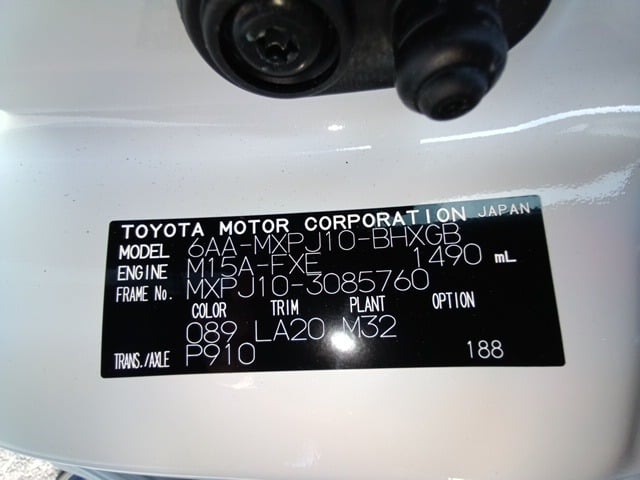 TOYOTA MOTOR CORPORATION JAPAN
MODEL 6AA-MXPJ10-BHXGB
ENGINE M15A-FXE 1490 mL
FRAME No. MXPJ10-3085760
COLOR TRIM PLANT OPTION
089 LA20 M32
TRANS./AXLE P910 188